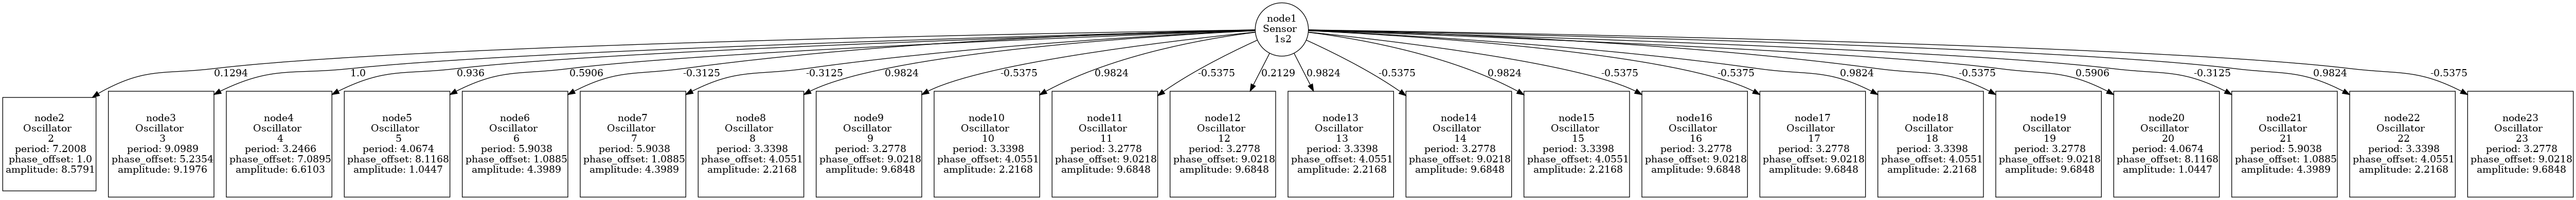 node1
Sensor
1s2
0.1294
1.0
0.936
0.5906
-0.3125
-0.3125
0.9824
-0.5375
0.9824
-0.5375
0.2129
0.9824
-0.5375
0.9824
-0.5375
-0.5375
0.9824
-0.5375
0.5906
-0.3125
0.9824
-0.5375
node2
Oscillator
2
period: 7.2008
phase_offset: 1.0
amplitude: 8.5791
node3
Oscillator
3
period: 9.0989
phase_offset: 5.2354
amplitude: 9.1976
node4
Oscillator
4
period: 3.2466
phase_offset: 7.0895
amplitude: 6.6103
node5
Oscillator
5
period: 4.0674
phase_offset: 8.1168
amplitude: 1.0447
node6
Oscillator
6
period: 5.9038
phase_offset: 1.0885
amplitude: 4.3989
node7
Oscillator
7
period: 5.9038
phase_offset: 1.0885
amplitude: 4.3989
node8
Oscillator
8
period: 3.3398
phase_offset: 4.0551
amplitude: 2.2168
node9
Oscillator
9
period: 3.2778
phase_offset: 9.0218
amplitude: 9.6848
node10
Oscillator
10
period: 3.3398
phase_offset: 4.0551
amplitude: 2.2168
node11
Oscillator
11
period: 3.2778
phase_offset: 9.0218
amplitude: 9.6848
node12
Oscillator
12
period: 3.2778
phase_offset: 9.0218
amplitude: 9.6848
node13
Oscillator
13
period: 3.3398
phase_offset: 4.0551
amplitude: 2.2168
node14
Oscillator
14
period: 3.2778
phase_offset: 9.0218
amplitude: 9.6848
node15
Oscillator
15
period: 3.3398
phase_offset: 4.0551
amplitude: 2.2168
node16
Oscillator
16
period: 3.2778
phase_offset: 9.0218
amplitude: 9.6848
node17
Oscillator
17
period: 3.2778
phase_offset: 9.0218
amplitude: 9.6848
node18
Oscillator
18
period: 3.3398
phase_offset: 4.0551
amplitude: 2.2168
node19
Oscillator
19
period: 3.2778
phase_offset: 9.0218
amplitude: 9.6848
node20
Oscillator
20
period: 4.0674
phase_offset: 8.1168
amplitude: 1.0447
node21
Oscillator
21
period: 5.9038
phase_offset: 1.0885
amplitude: 4.3989
node22
Oscillator
22
period: 3.3398
phase_offset: 4.0551
amplitude: 2.2168
node23
Oscillator
23
period: 3.2778
phase_offset: 9.0218
amplitude: 9.6848